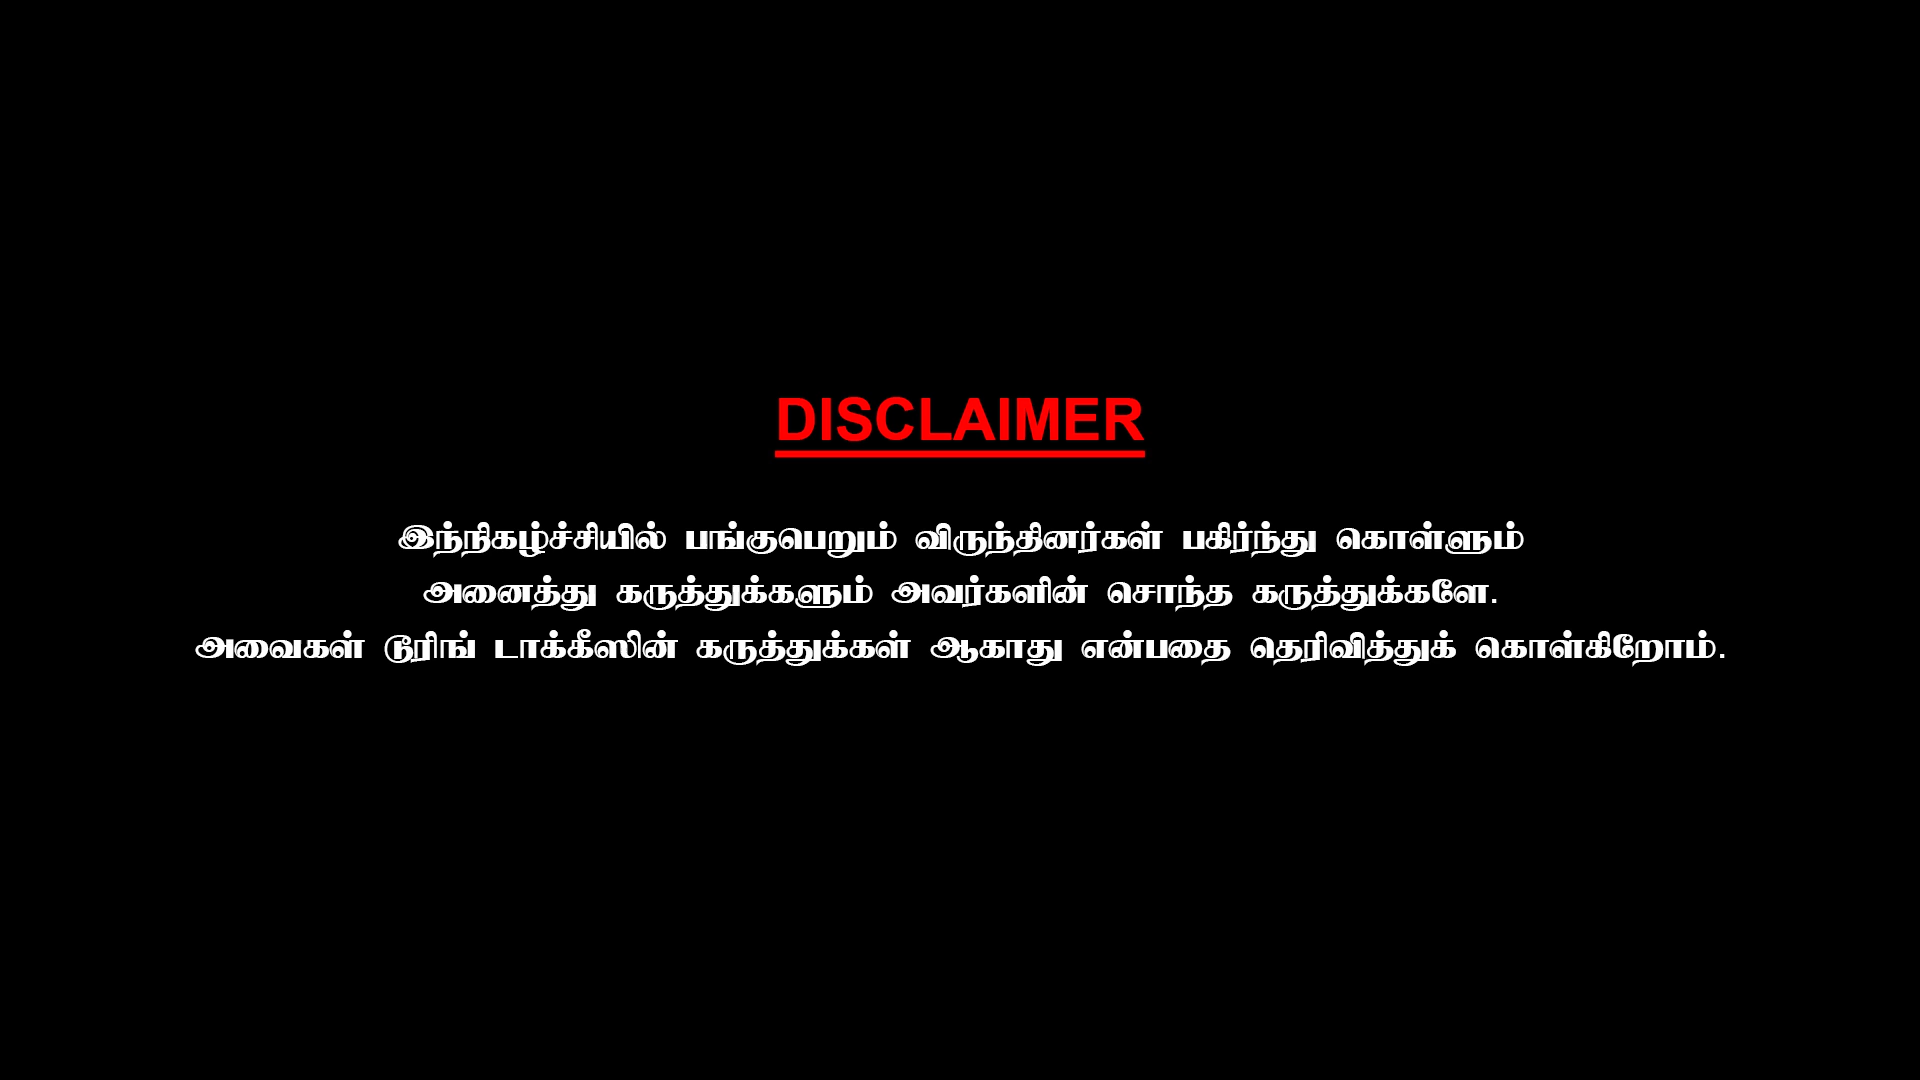 DISCLAIMER
இந்நிகழ்ச்சியில் பங்குபெறும் விருந்தினர்கள் பகிர்ந்து கொள்ளும்
அனைத்து கருத்துக்களும் அவர்களின் சொந்த கருத்துக்களே.
அவைகள் டூரிங் டாக்கீஸின் கருத்துக்கள் ஆகாது என்பதை தெரிவித்துக் கொள்கிறோம்.